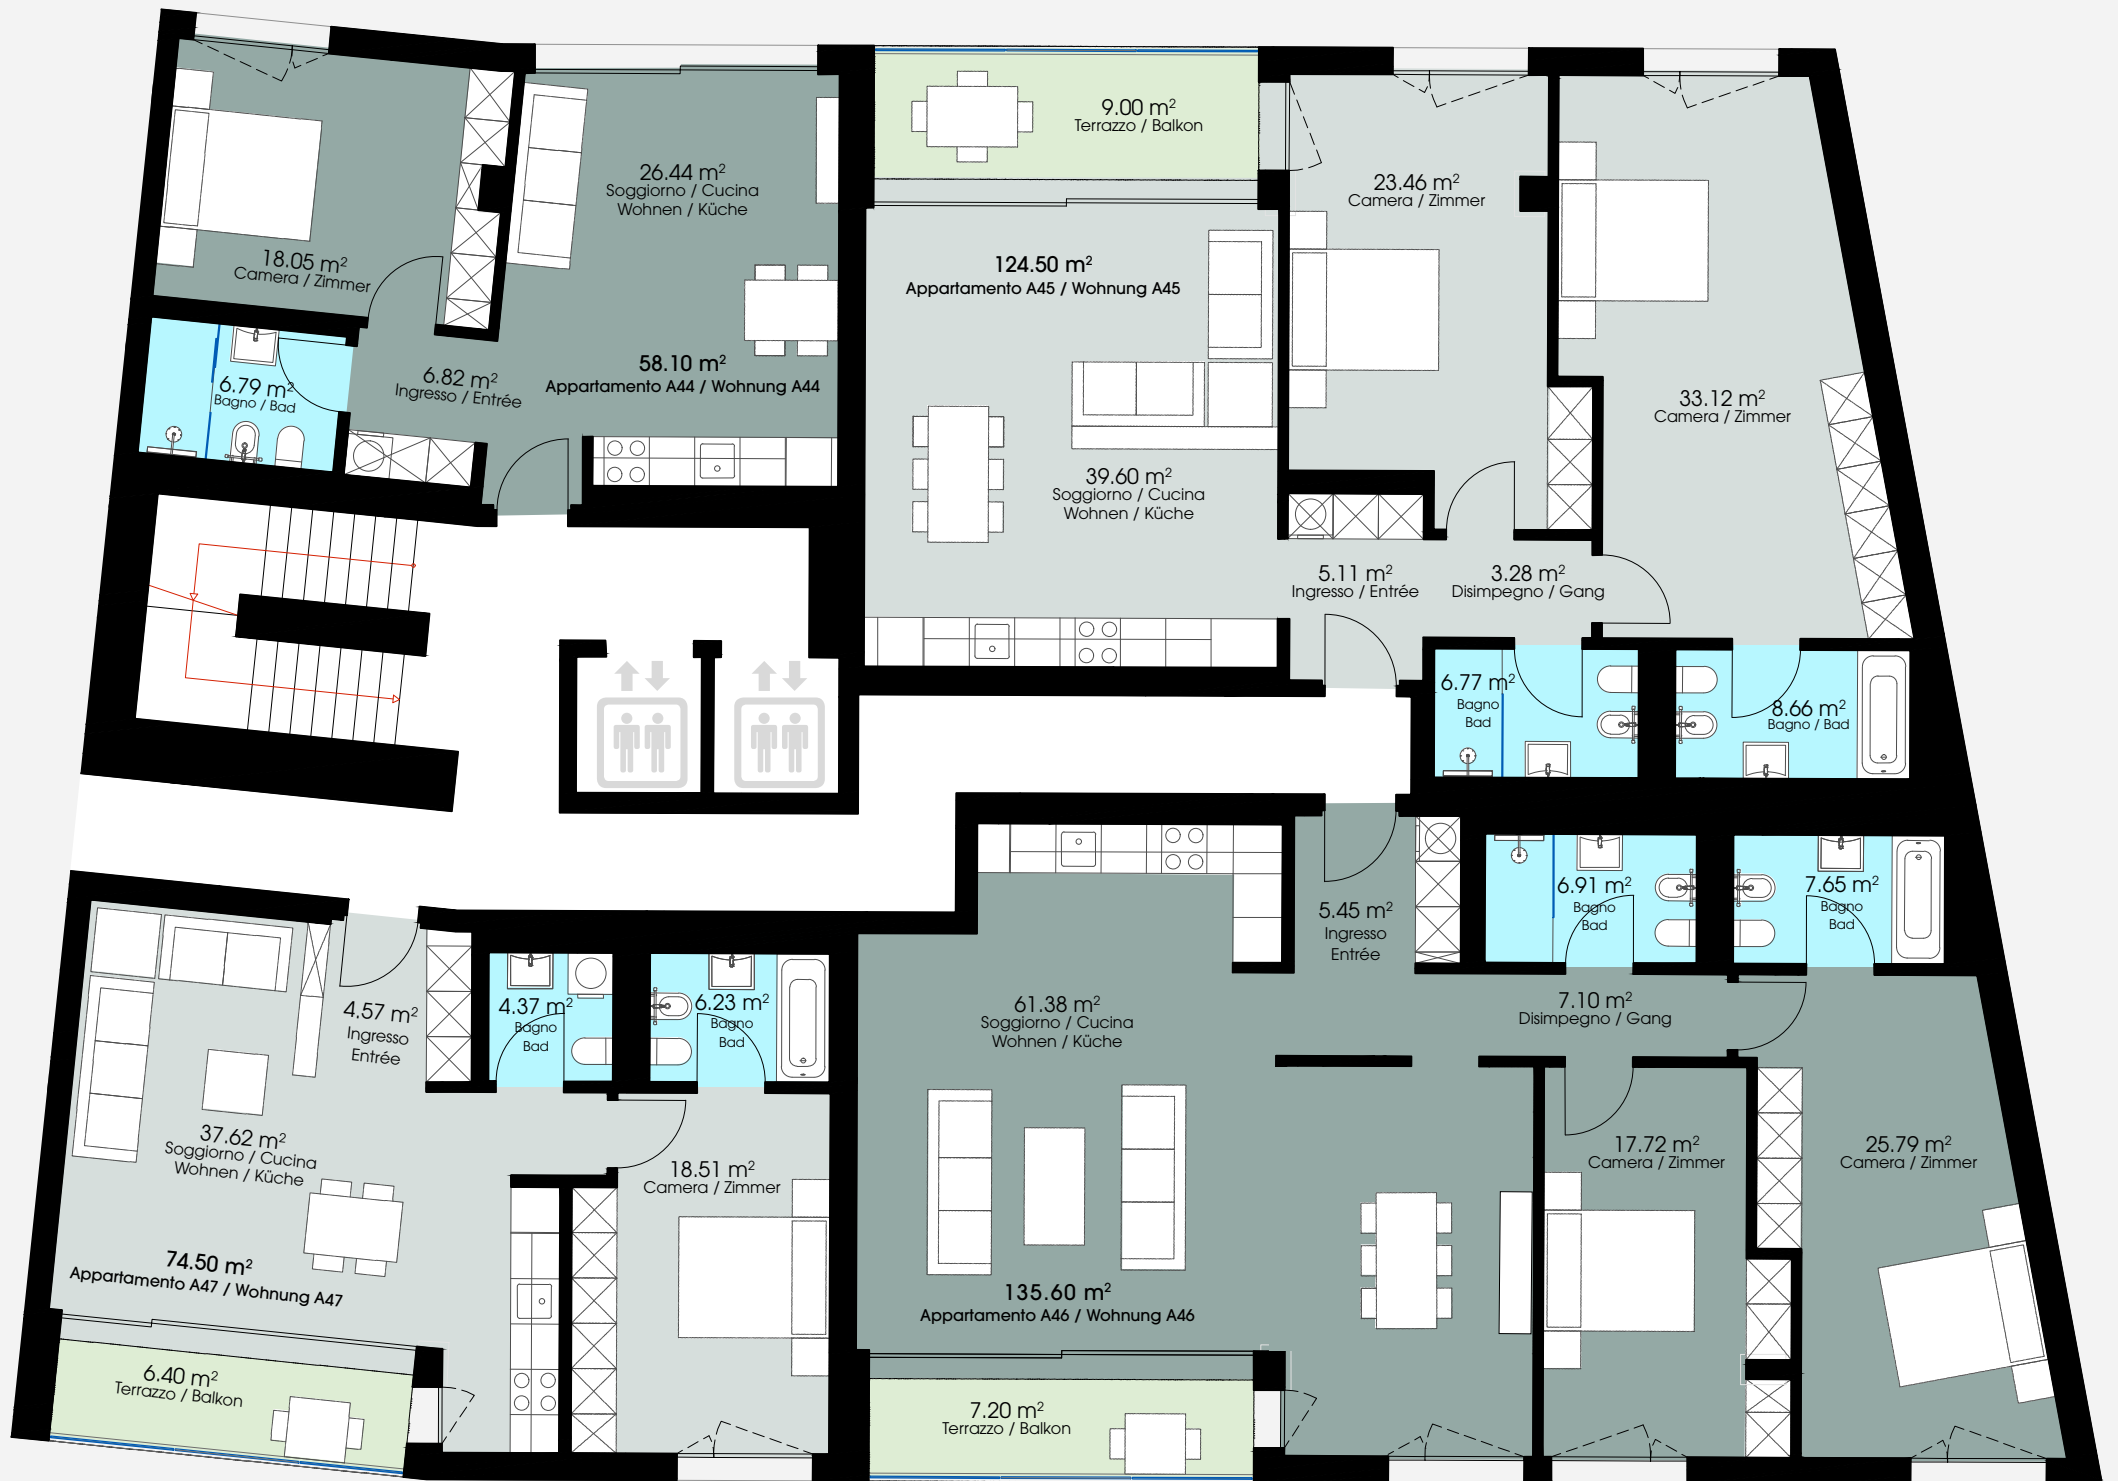 18.05 m²
Camera / Zimmer
26.44 m²
Soggiorno / Cucina
Wohnen / Küche
58.10 m²
Appartamento A44 / Wohnung A44
6.82 m²
Ingresso / Entrée
6.79 m²
Bagno / Bad
9.00 m²
Terrazzo / Balkon
124.50 m²
Appartamento A45 / Wohnung A45
39.60 m²
Soggiorno / Cucina
Wohnen / Küche
23.46 m²
Camera / Zimmer
33.12 m²
Camera / Zimmer
5.11 m²
Ingresso / Entrée
3.28 m²
Disimpegno / Gang
6.77 m²
Bagno
Bad
8.66 m²
Bagno / Bad
4.57 m²
Ingresso
Entrée
4.37 m²
Bagno
Bad
6.23 m²
Bagno
Bad
37.62 m²
Soggiorno / Cucina
Wohnen / Küche
18.51 m²
Camera / Zimmer
74.50 m²
Appartamento A47 / Wohnung A47
6.40 m²
Terrazzo / Balkon
5.45 m²
Ingresso
Entrée
6.91 m²
Bagno
Bad
7.65 m²
Bagno
Bad
61.38 m²
Soggiorno / Cucina
Wohnen / Küche
7.10 m²
Disimpegno / Gang
17.72 m²
Camera / Zimmer
25.79 m²
Camera / Zimmer
135.60 m²
Appartamento A46 / Wohnung A46
7.20 m²
Terrazzo / Balkon